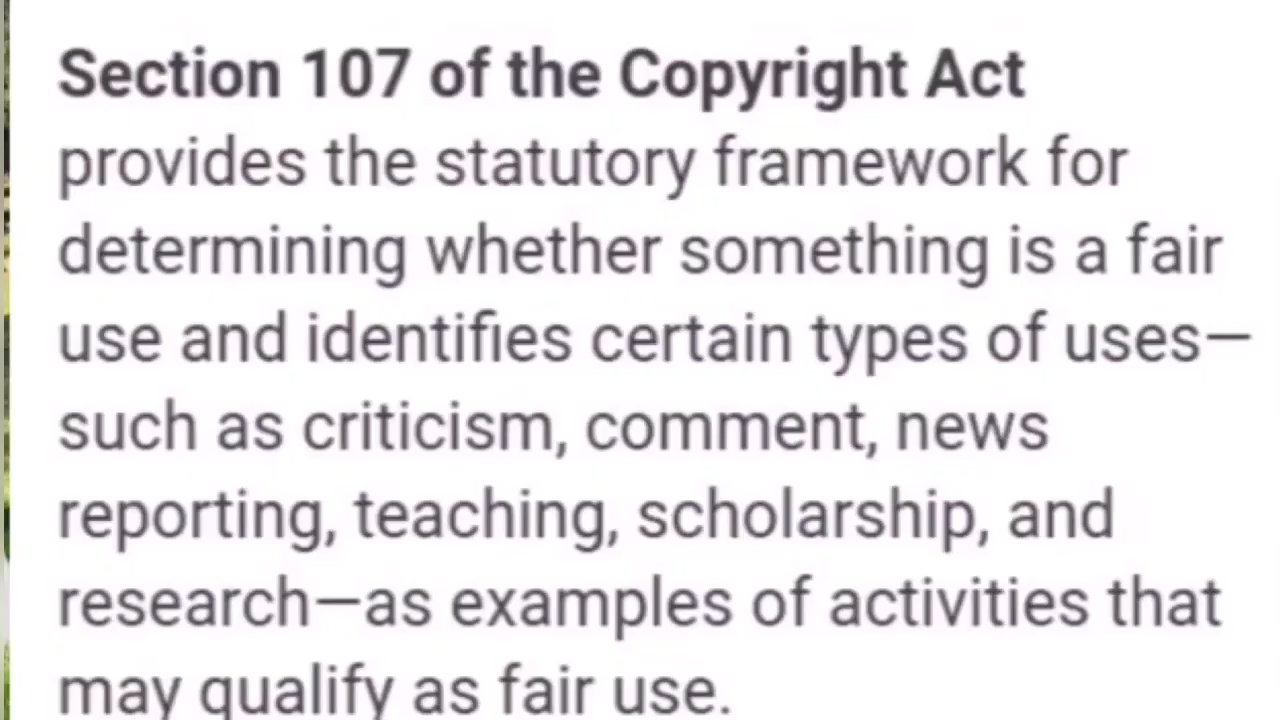 Section 107 of the Copyright Act
provides the statutory framework for
determining whether something is a fair
use and identifies certain types of uses—
such as criticism, comment, news
reporting, teaching, scholarship, and
research—as examples of activities that
may qualify as fair use.